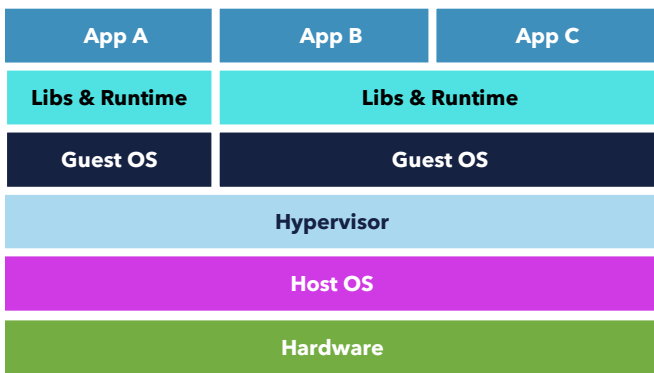 App A
App B
App C
Libs & Runtime
Libs & Runtime
Guest OS
Guest OS
Hypervisor
Host OS
Hardware